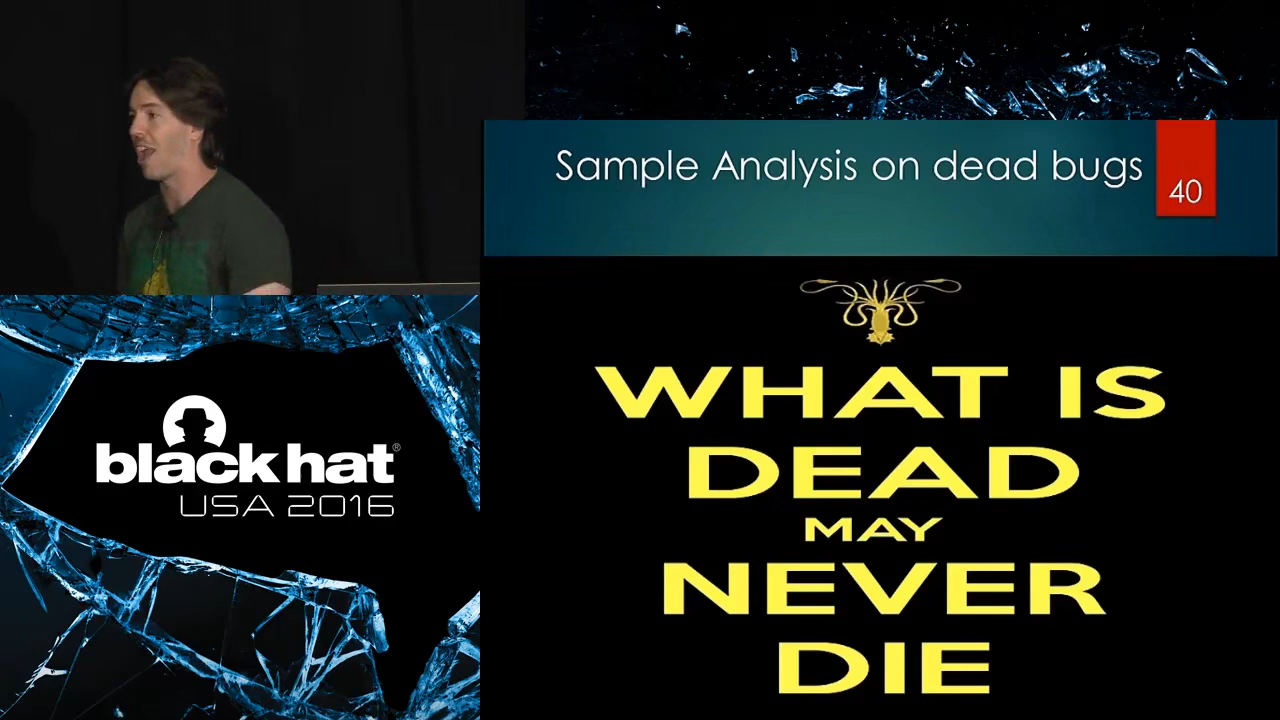 Sample Analysis on dead bugs
40
WHAT IS
DEAD
MAY
NEVER
DIE
black hat®
USA 2016